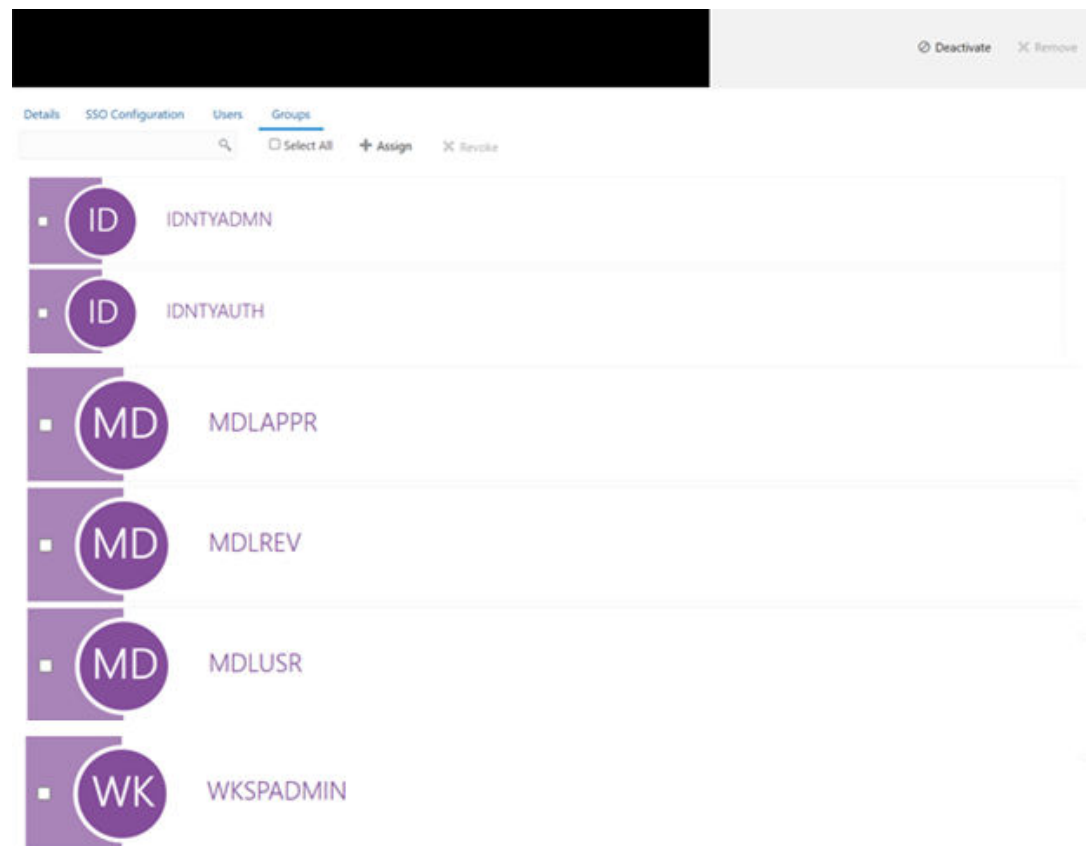 Deactivate Remove
Details SSO Configuration Users Groups
Select All Assign Revoke
ID IDNTYADMN
ID IDNTYAUTH
MD MDLAPPR
MD MDLREV
MD MDLUSR
WK WKSPADMIN